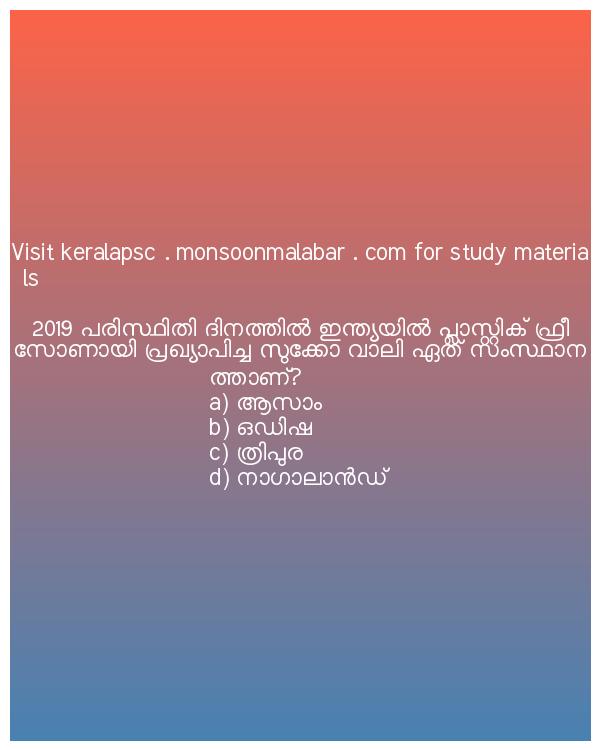 Visit keralapsc . monsoonmalabar . com for study materia
ls
2019 പരിസ്ഥിതി ദിനത്തിൽ ഇന്ത്യയിൽ പ്ലാസ്റ്റിക് ഫ്രീ
സോണായി പ്രഖ്യാപിച്ച സുക്കോ വാലി ഏത് സംസ്ഥാന
ത്താണ്?
a) ആസാം
b) ഒഡിഷ
c) ത്രിപുര
d) നാഗാലാൻഡ്